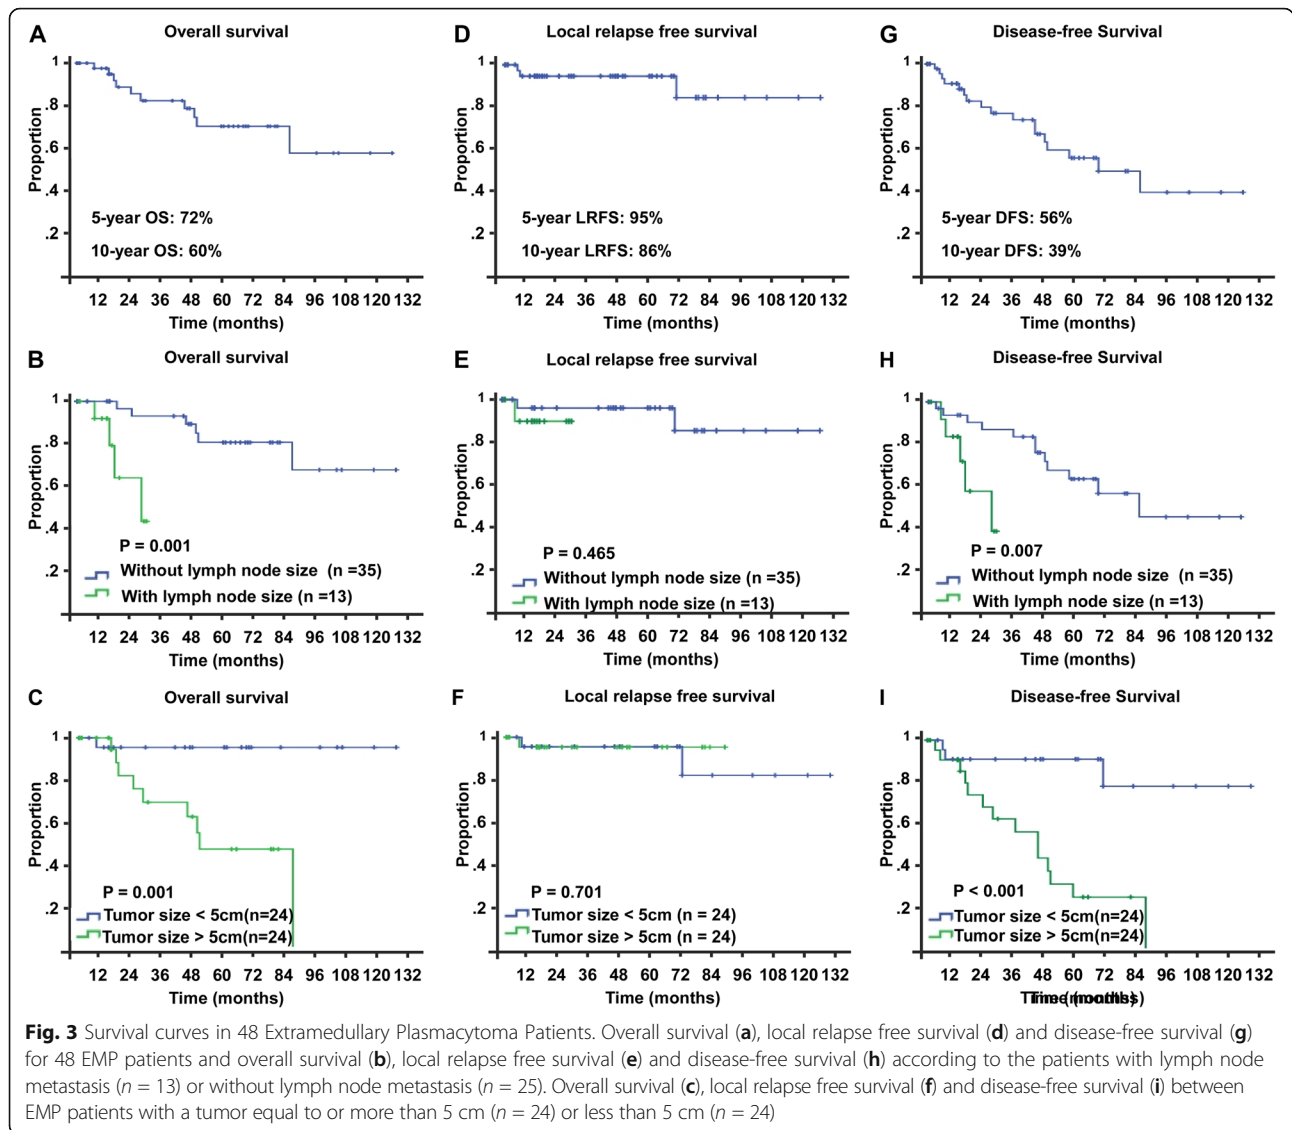 A
Overall survival
1
.8
.6
.4
.2
Proportion
5-year OS: 72%
10-year OS: 60%
12 24 36 48 60 72 84 96 108 120 132
Time (months)
D
Local relapse free survival
1
.8
.6
.4
.2
Proportion
5-year LRFS: 95%
10-year LRFS: 86%
12 24 36 48 60 72 84 96 108 120 132
Time (months)
G
Disease-free Survival
1
.8
.6
.4
.2
Proportion
5-year DFS: 56%
10-year DFS: 39%
12 24 36 48 60 72 84 96 108 120 132
Time (months)
B
Overall survival
1
.8
.6
.4
.2
Proportion
P = 0.001
Without lymph node size (n =35)
With lymph node size (n =13)
12 24 36 48 60 72 84 96 108 120 132
Time (months)
E
Local relapse free survival
1
.8
.6
.4
.2
Proportion
P = 0.465
Without lymph node size (n =35)
With lymph node size (n =13)
12 24 36 48 60 72 84 96 108 120 132
Time (months)
H
Disease-free Survival
1
.8
.6
.4
.2
Proportion
P = 0.007
Without lymph node size (n =35)
With lymph node size (n =13)
12 24 36 48 60 72 84 96 108 120 132
Time (months)
C
Overall survival
1
.8
.6
.4
.2
Proportion
P = 0.001
Tumor size < 5cm(n=24)
Tumor size > 5cm(n=24)
12 24 36 48 60 72 84 96 108 120 132
Time (months)
F
Local relapse free survival
1
.8
.6
.4
.2
Proportion
P = 0.701
Tumor size < 5cm (n = 24)
Tumor size > 5cm (n = 24)
12 24 36 48 60 72 84 96 108 120 132
Time (months)
I
Disease-free Survival
1
.8
.6
.4
.2
Proportion
P < 0.001
Tumor size < 5cm(n=24)
Tumor size > 5cm(n=24)
12 24 36 48 60 72 84 96 108 120 132
Time (months)
Fig. 3 Survival curves in 48 Extramedullary Plasmacytoma Patients. Overall survival (a), local relapse free survival (d) and disease-free survival (g)
for 48 EMP patients and overall survival (b), local relapse free survival (e) and disease-free survival (h) according to the patients with lymph node
metastasis (n = 13) or without lymph node metastasis (n = 25). Overall survival (c), local relapse free survival (f) and disease-free survival (i) between
EMP patients with a tumor equal to or more than 5 cm (n = 24) or less than 5 cm (n = 24)